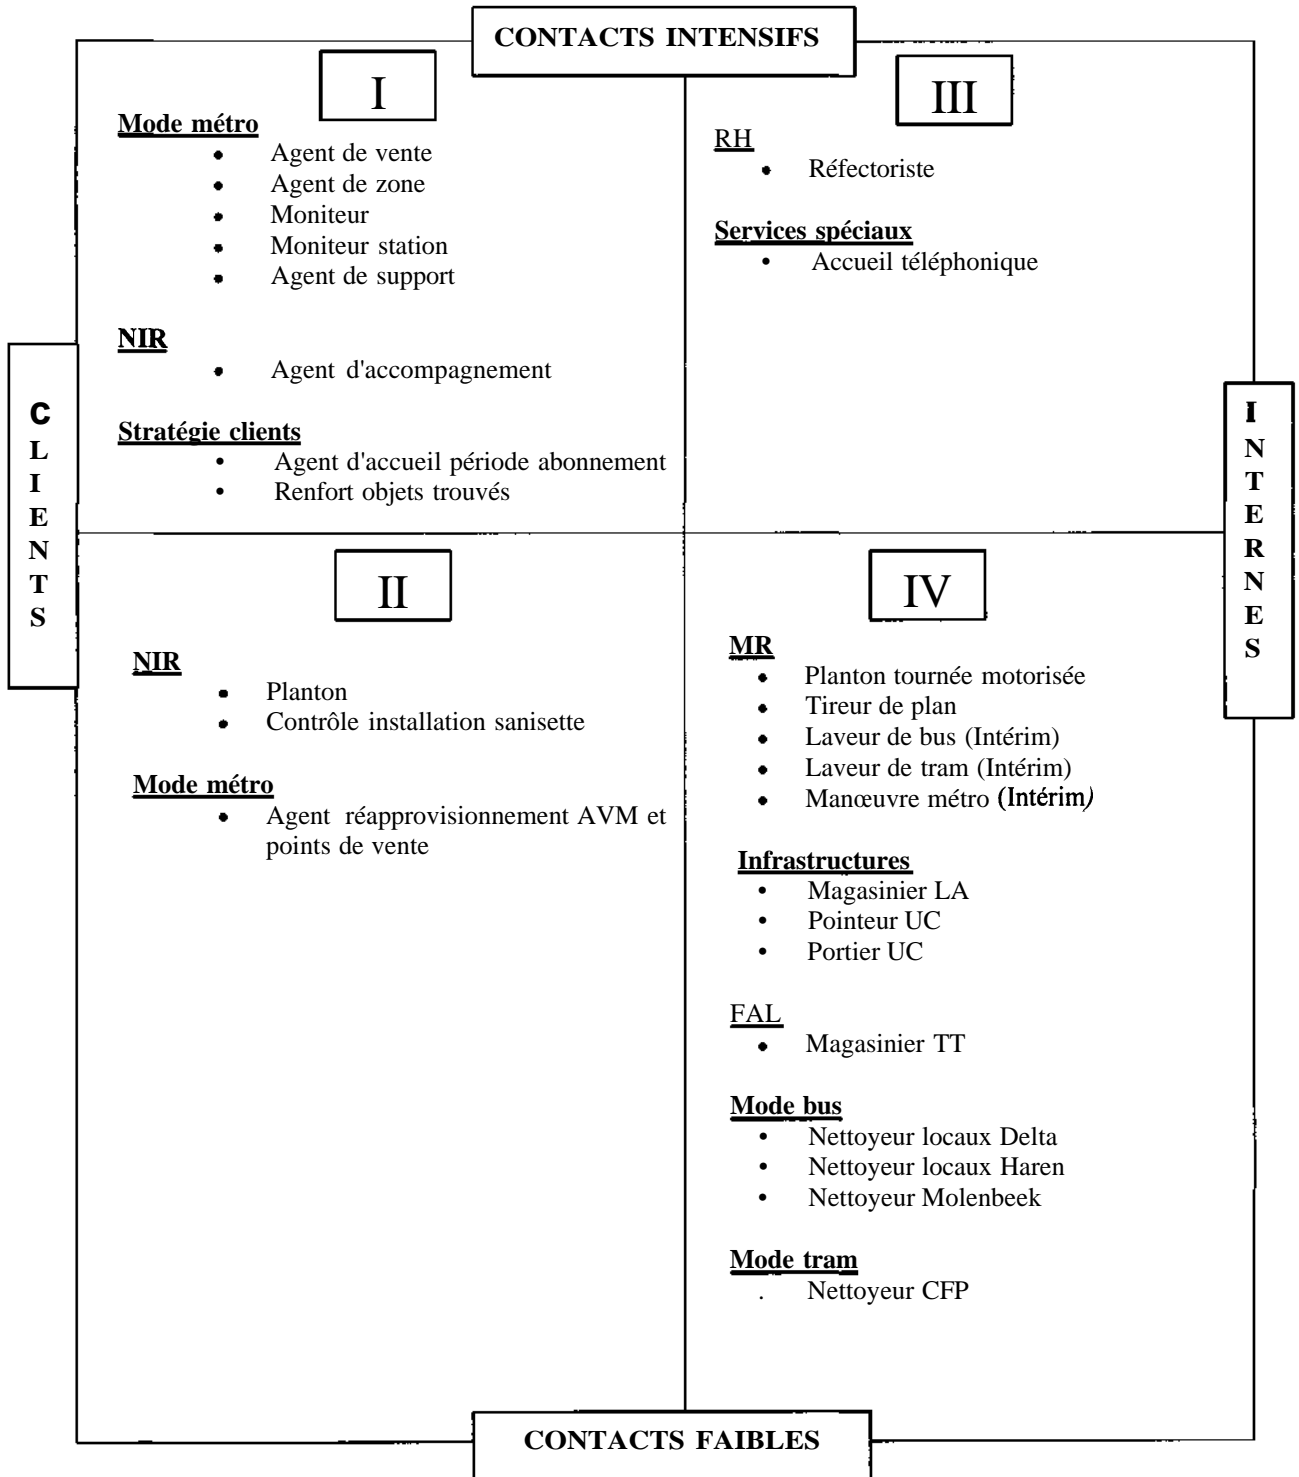 CONTACTS INTENSIFS
I
Mode métro
• Agent de vente
• Agent de zone
• Moniteur
• Moniteur station
• Agent de support
NIR
• Agent d'accompagnement
Stratégie clients
• Agent d'accueil période abonnement
• Renfort objets trouvés
III
RH
• Réfectoriste
Services spéciaux
• Accueil téléphonique
C
L
I
E
N
T
S
I
N
T
E
R
N
E
S
II
NIR
• Planton
• Contrôle installation sanisette
Mode métro
• Agent réapprovisionnement AVM et
points de vente
IV
MR
• Planton tournée motorisée
• Tireur de plan
• Laveur de bus (Intérim)
• Laveur de tram (Intérim)
• Manœuvre métro (Intérim)
Infrastructures
• Magasinier LA
• Pointeur UC
• Portier UC
FAL
• Magasinier TT
Mode bus
• Nettoyeur locaux Delta
• Nettoyeur locaux Haren
• Nettoyeur Molenbeek
Mode tram
. Nettoyeur CFP
CONTACTS FAIBLES